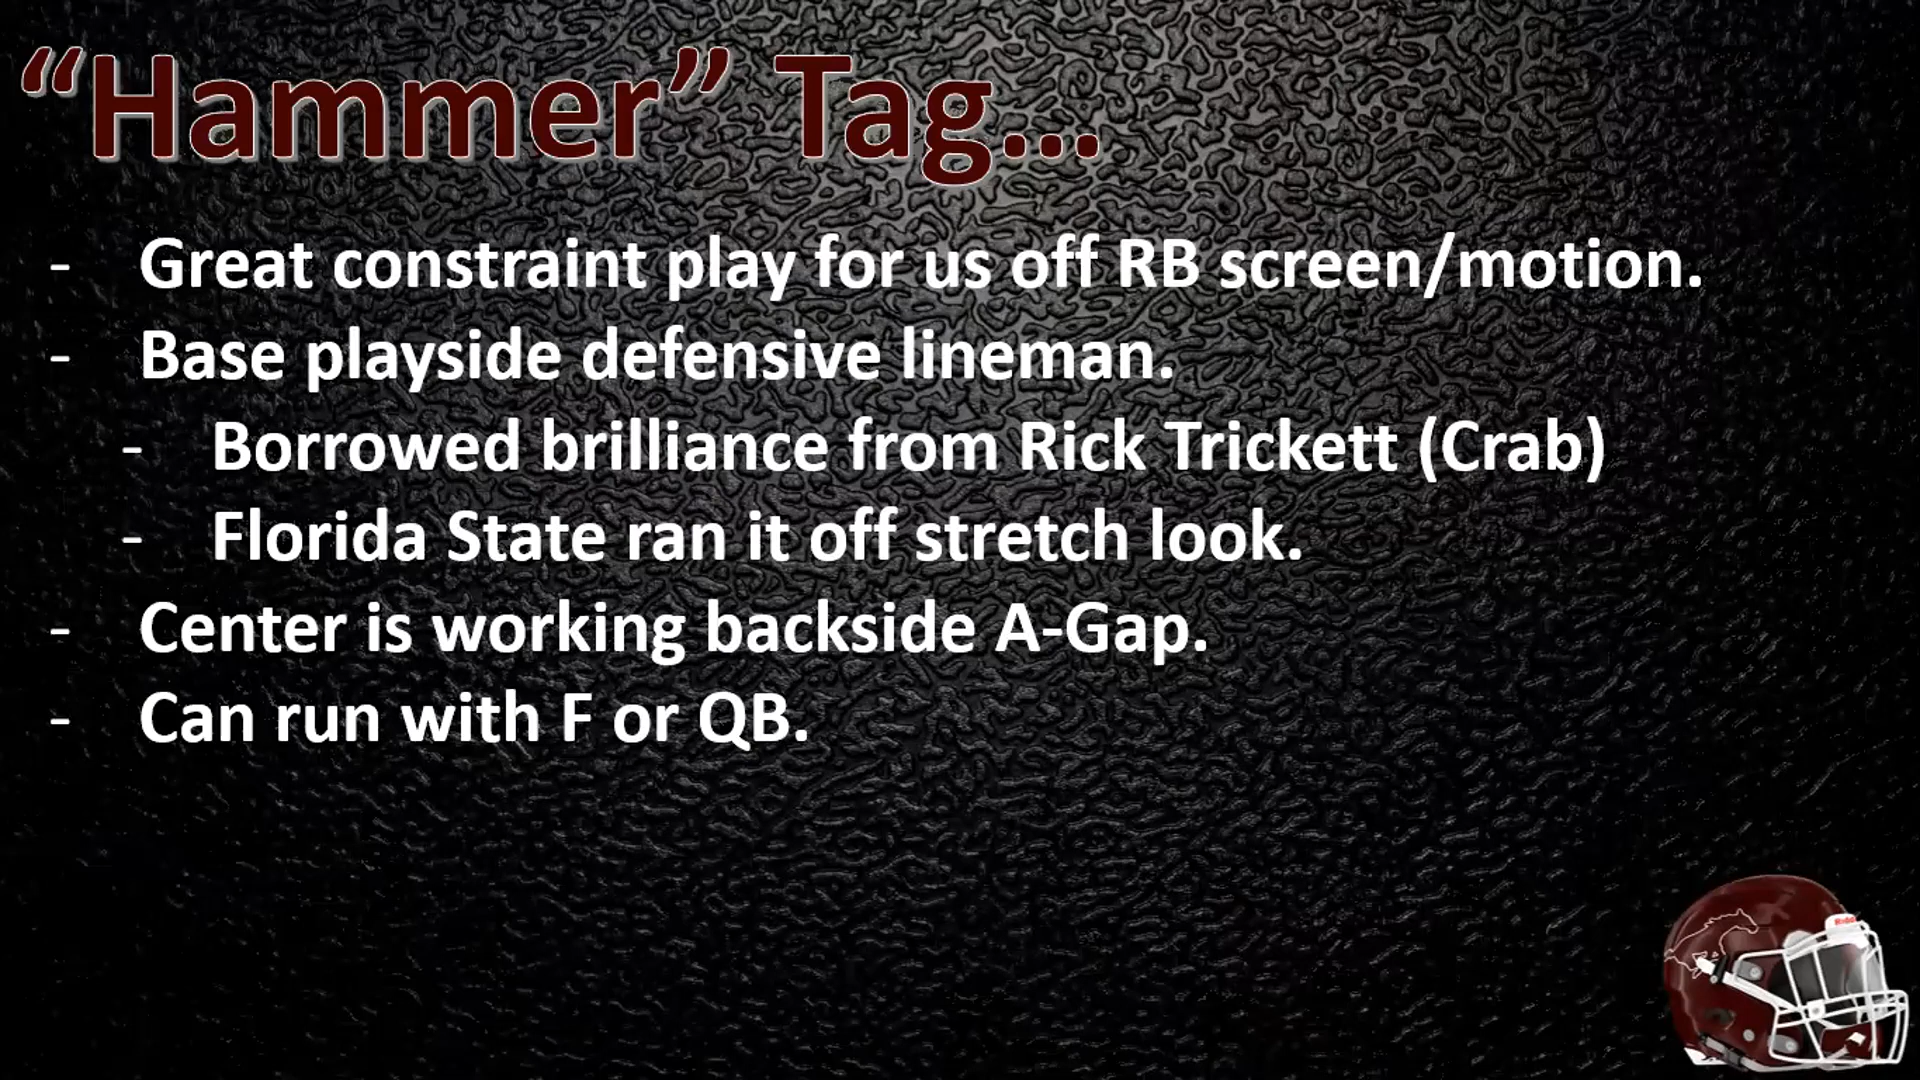 “Hammer” Tag...
- Great constraint play for us off RB screen/motion.
- Base playside defensive lineman.
- Borrowed brilliance from Rick Trickett (Crab)
- Florida State ran it off stretch look.
- Center is working backside A-Gap.
- Can run with F or QB.